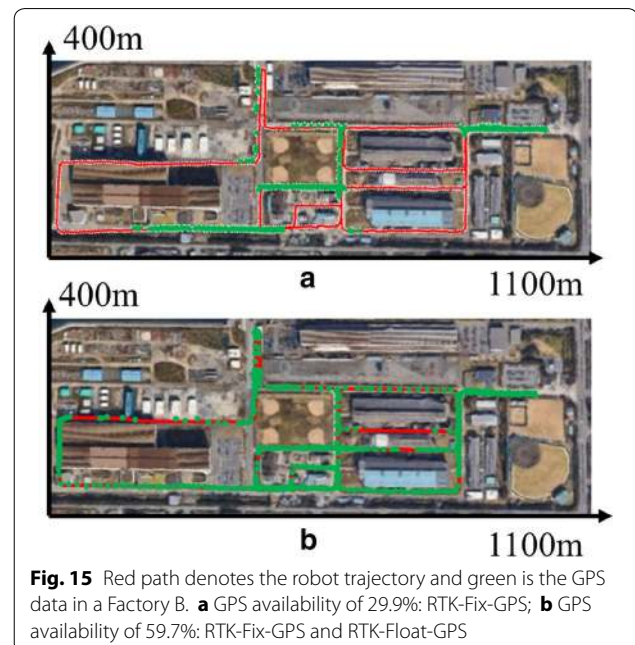 400m
a
1100m
400m
b
1100m
Fig. 15 Red path denotes the robot trajectory and green is the GPS
data in a Factory B. a GPS availability of 29.9%: RTK-Fix-GPS; b GPS
availability of 59.7%: RTK-Fix-GPS and RTK-Float-GPS